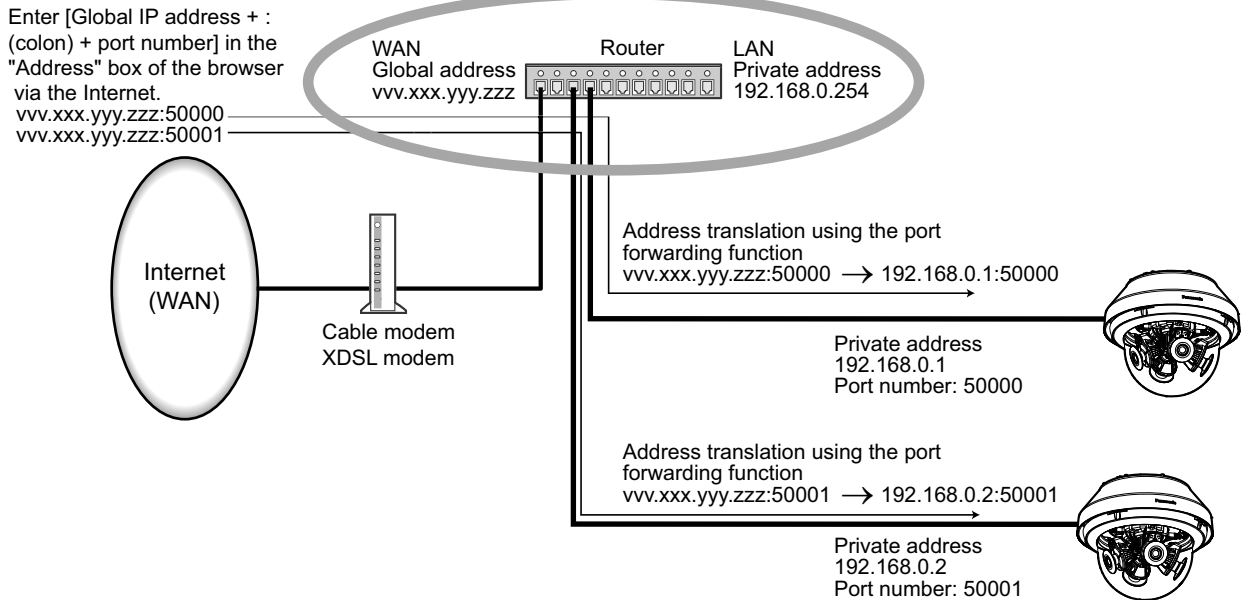 Enter [Global IP address + :
(colon) + port number] in the
"Address" box of the browser
via the Internet.
vvv.xxx.yyy.zzz:50000
vvv.xxx.yyy.zzz:50001
WAN
Global address
vvv.xxx.yyy.zzz
Router
LAN
Private address
192.168.0.254
Internet
(WAN)
Cable modem
XDSL modem
Address translation using the port
forwarding function
vvv.xxx.yyy.zzz:50000 → 192.168.0.1:50000
Private address
192.168.0.1
Port number: 50000
Address translation using the port
forwarding function
vvv.xxx.yyy.zzz:50001 → 192.168.0.2:50001
Private address
192.168.0.2
Port number: 50001